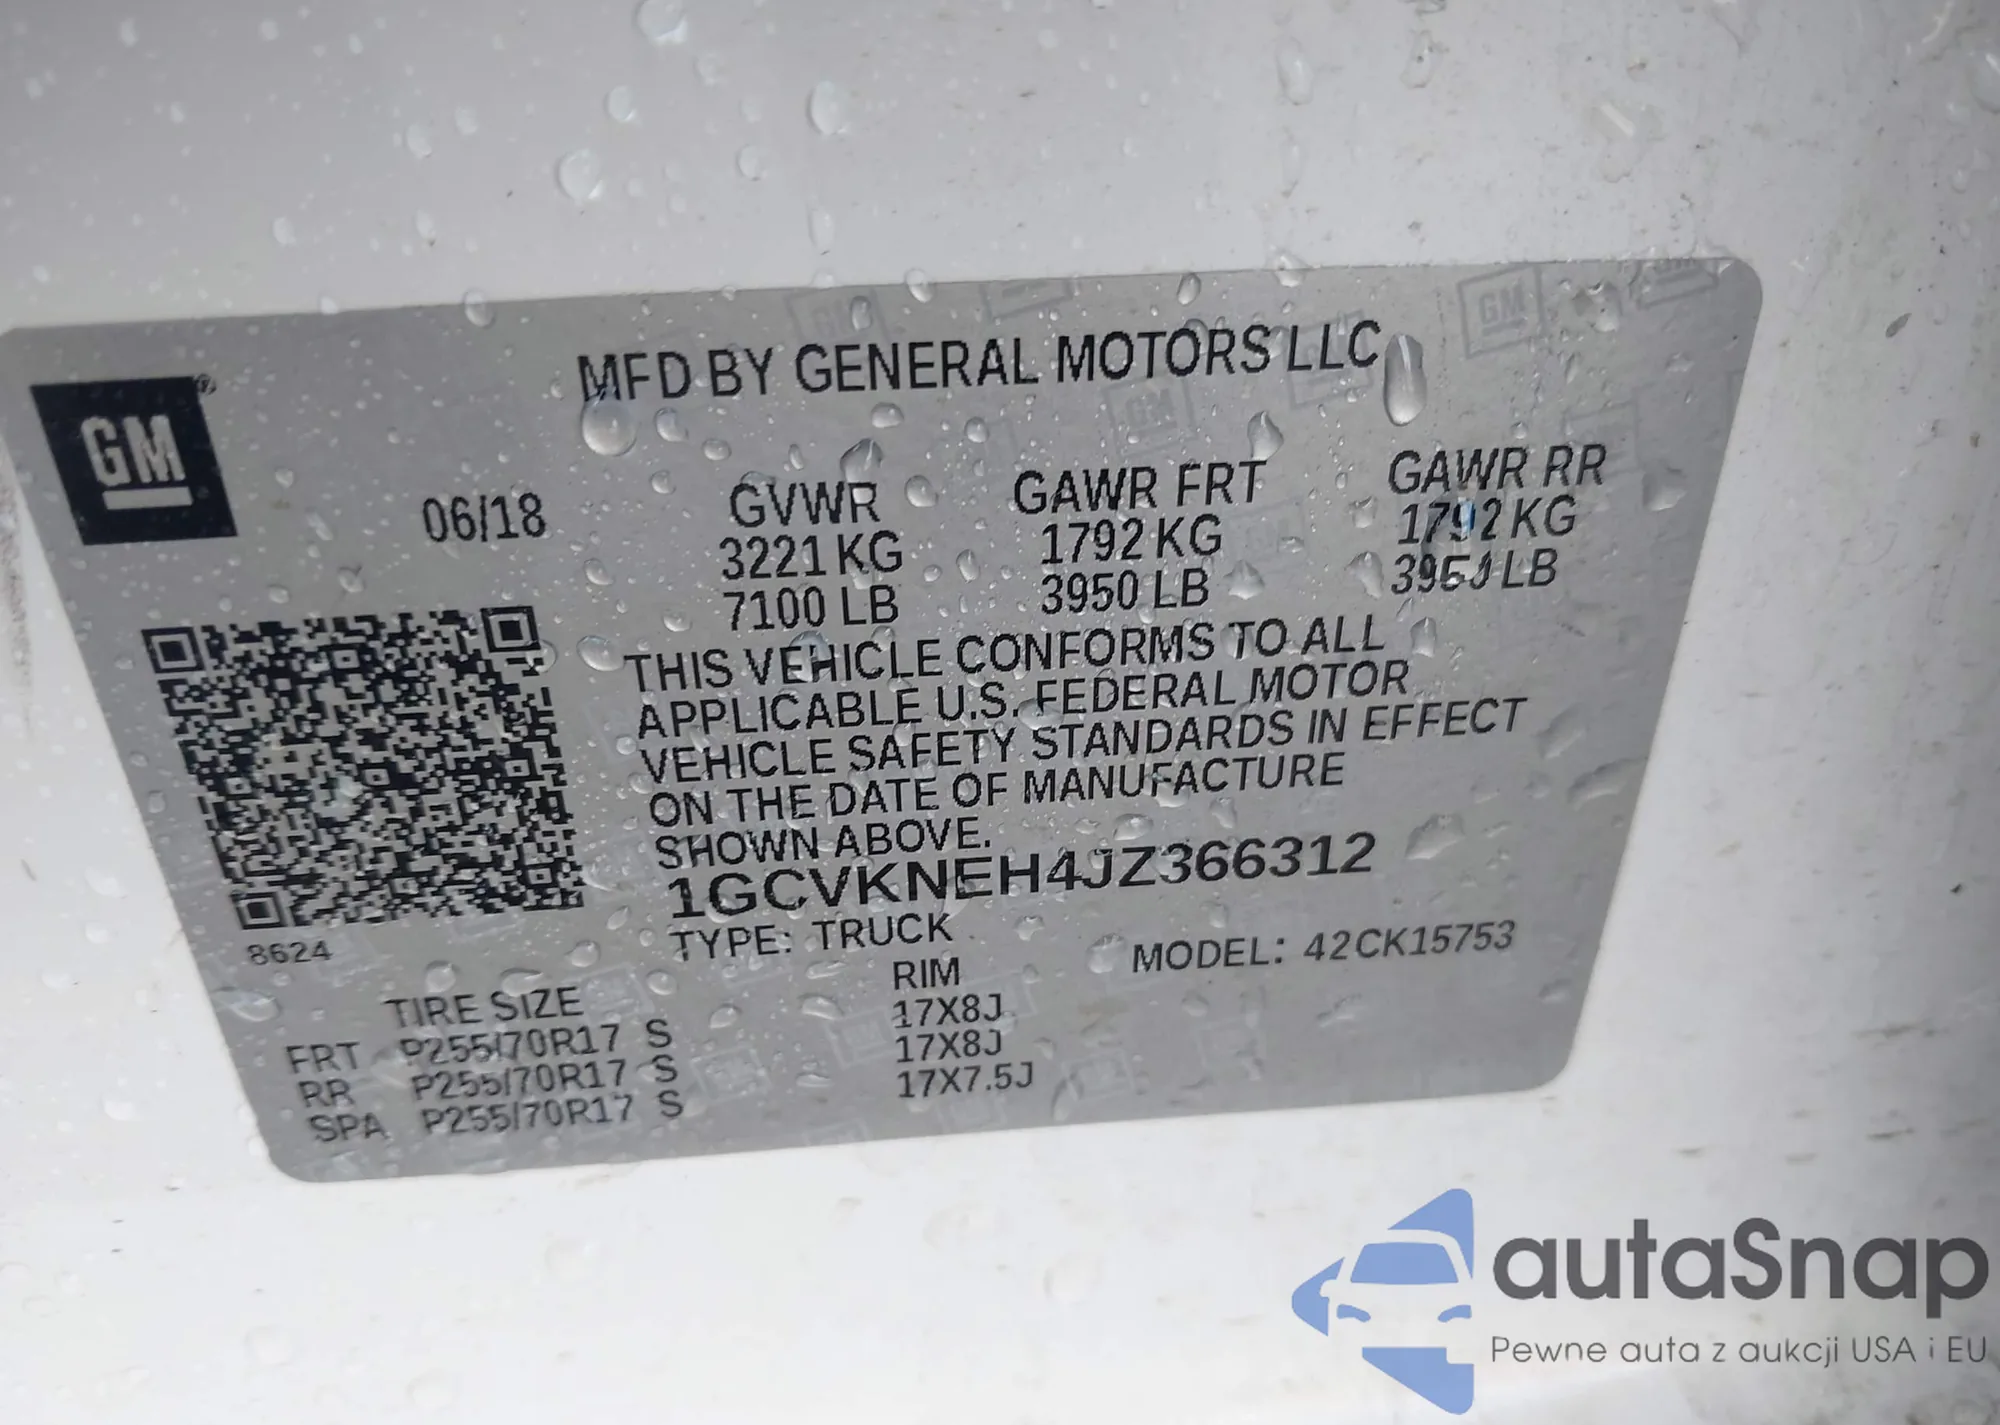 MFD BY GENERAL MOTORS LLC
GM
06/18
GVWR GAWR FRT GAWR RR
3221 KG 1792 KG 1792 KG
7100 LB 3950 LB 3950 LB
THIS VEHICLE CONFORMS TO ALL
APPLICABLE U.S. FEDERAL MOTOR
VEHICLE SAFETY STANDARDS IN EFFECT
ON THE DATE OF MANUFACTURE
SHOWN ABOVE.
1GCVKNEH4JZ366312
8624
TYPE: TRUCK MODEL: 42CK15753
TIRE SIZE RIM
FRT P255/70R17 S 17X8J
RR P255/70R17 S 17X8J
SPA P255/70R17 S 17X7.5J
autaSnap
Pewne auta z aukcji USA i EU